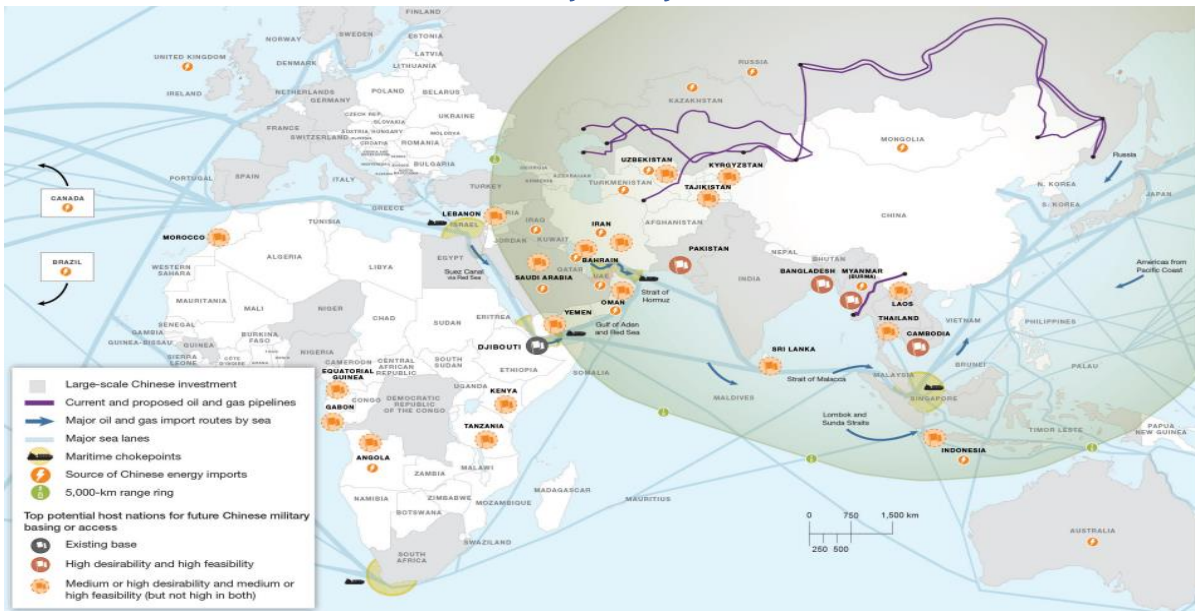 FINLAND
NORWAY
SWEDEN
ESTONIA
LATVIA
LITHUANIA
UNITED KINGDOM
DENMARK
RUSSIA
IRELAND
NETHERLANDS
GERMANY
POLAND
BELARUS
KAZAKHSTAN
CZECH REP.
SLOVAKIA
UKRAINE
FRANCE
SWITZERLAND
AUSTRIA
HUNGARY
MOLDOVA
CROATIA
ROMANIA
MONGOLIA
BULGARIA
UZBEKISTAN
KYRGYZSTAN
Russia
PORTUGAL
SPAIN
ITALY
TURKEY
TURKMENISTAN
TAJIKISTAN
N. KOREA
JAPAN
CANADA
GREECE
S. KOREA
LEBANON
SYRIA
IRAQ
IRAN
AFGHANISTAN
CHINA
TUNISIA
ISRAEL
MOROCCO
JORDAN
KUWAIT
PAKISTAN
NEPAL
BHUTAN
BRAZIL
ALGERIA
LIBYA
EGYPT
Suez Canal
via Red Sea
BAHRAIN
QATAR
BANGLADESH
MYANMAR
(BURMA)
Americas from
Pacific Coast
WESTERN
SAHARA
SAUDI ARABIA
UAE
INDIA
Strait of
Hormuz
LAOS
MAURITANIA
OMAN
MALI
NIGER
CHAD
SUDAN
ERITREA
YEMEN
Gulf of Aden
and Red Sea
THAILAND
VIETNAM
PHILIPPINES
SENEGAL
GAMBIA
GUINEA-BISSAU
GUINEA
BURKINA
FASO
CAMBODIA
DJIBOUTI
SIERRA
LEONE
NIGERIA
SRI LANKA
CAMEROON
CENTRAL
AFRICAN
REPUBLIC
SOUTH
SUDAN
ETHIOPIA
SOMALIA
Strait of Malacca
BRUNEI
PALAU
MALAYSIA
EQUATORIAL
GUINEA
UGANDA
KENYA
MALDIVES
SINGAPORE
GABON
CONGO
DEMOCRATIC
REPUBLIC
OF THE CONGO
TANZANIA
Lombok and
Sunda Straits
TIMOR LESTE
PAPUA
NEW GUINEA
INDONESIA
ANGOLA
ZAMBIA
MALAWI
MADAGASCAR
MAURITIUS
NAMIBIA
ZIMBABWE
MOZAMBIQUE
BOTSWANA
SWAZILAND
SOUTH
AFRICA
AUSTRALIA
0 750 1,500 km
250 500
Large-scale Chinese investment
Current and proposed oil and gas pipelines
Major oil and gas import routes by sea
Major sea lanes
Maritime chokepoints
Source of Chinese energy imports
5,000-km range ring
Top potential host nations for future Chinese military
basing or access
Existing base
High desirability and high feasibility
Medium or high desirability and medium or
high feasibility (but not high in both)